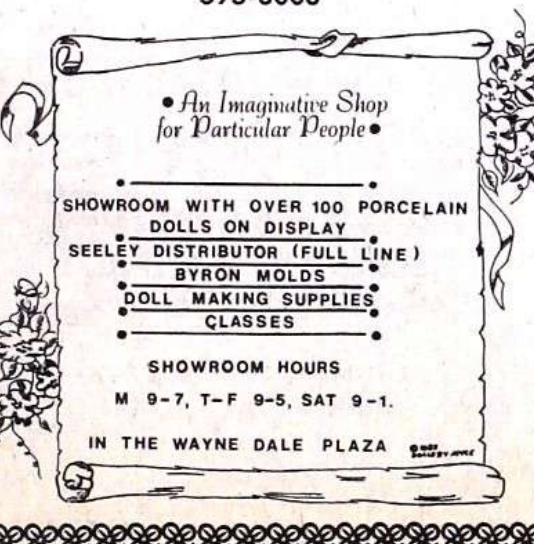 • An Imaginative Shop
for Particular People •
SHOWROOM WITH OVER 100 PORCELAIN
DOLLS ON DISPLAY
SEELEY DISTRIBUTOR (FULL LINE)
BYRON MOLDS
DOLL MAKING SUPPLIES
CLASSES
SHOWROOM HOURS
M 9-7, T-F 9-5, SAT 9-1.
IN THE WAYNE DALE PLAZA